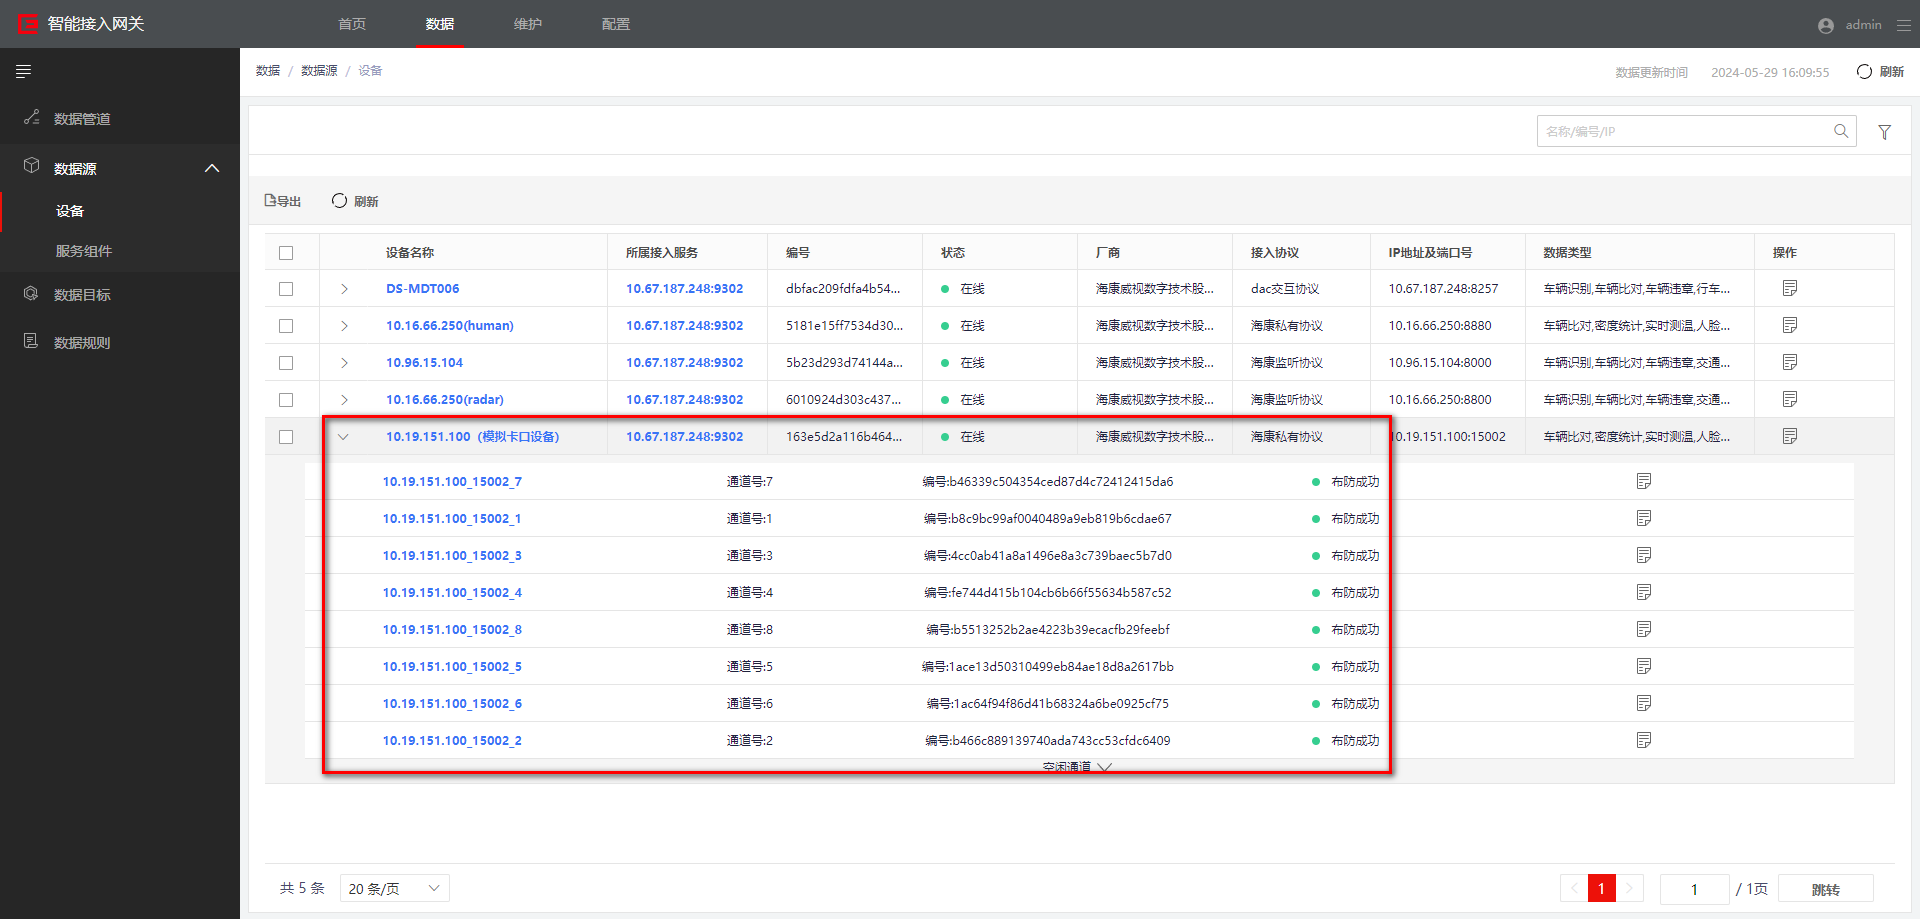 智能接入网关 首页 数据 维护 配置 admin
数据 / 数据源 / 设备 数据更新时间 2024-05-29 16:09:55 刷新
数据管道
数据源
设备
服务组件
数据目标
数据规则
名称/编号/IP
导出 刷新
设备名称 所属接入服务 编号 状态 厂商 接入协议 IP地址及端口号 数据类型 操作
DS-MDT006 10.67.187.248:9302 dbfac209fdfa4b54... 在线 海康威视数字技术股... dac交互协议 10.67.187.248:8257 车辆识别,车辆比对,车辆违章,行车...
10.16.66.250(human) 10.67.187.248:9302 5181e15ff7534d30... 在线 海康威视数字技术股... 海康私有协议 10.16.66.250:8880 车辆比对,密度统计,实时测温,人脸...
10.96.15.104 10.67.187.248:9302 5b23d293d74144a... 在线 海康威视数字技术股... 海康监听协议 10.96.15.104:8000 车辆识别,车辆比对,车辆违章,交通...
10.16.66.250(radar) 10.67.187.248:9302 6010924d303c437... 在线 海康威视数字技术股... 海康监听协议 10.16.66.250:8800 车辆识别,车辆比对,车辆违章,交通...
10.19.151.100（模拟卡口设备） 10.67.187.248:9302 163e5d2a116b464... 在线 海康威视数字技术股... 海康私有协议 10.19.151.100:15002 车辆比对,密度统计,实时测温,人脸...
10.19.151.100_15002_7 通道号:7 编号:b46339c504354ced87d4c72412415da6 布防成功
10.19.151.100_15002_1 通道号:1 编号:b8c9bc99af0040489a9eb819b6cdae67 布防成功
10.19.151.100_15002_3 通道号:3 编号:4cc0ab41a8a1496e8a3c739baec5b7d0 布防成功
10.19.151.100_15002_4 通道号:4 编号:fe744d415b104cb6b66f55634b587c52 布防成功
10.19.151.100_15002_8 通道号:8 编号:b5513252b2ae4223b39ecacfb29feebf 布防成功
10.19.151.100_15002_5 通道号:5 编号:1ace13d50310499eb84ae18d8a2617bb 布防成功
10.19.151.100_15002_6 通道号:6 编号:1ac64f94f86d41b68324a6be0925cf75 布防成功
10.19.151.100_15002_2 通道号:2 编号:b466c889139740ada743cc53cfdc6409 布防成功
空闲通道
共 5 条 20 条/页 1 1 / 1页 跳转